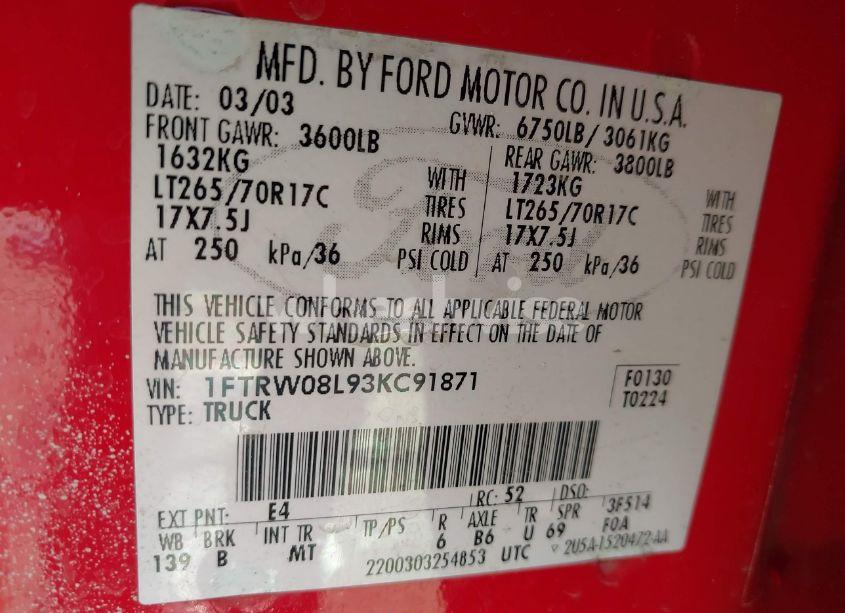 MFD. BY FORD MOTOR CO. IN U.S.A.
DATE: 03/03 GVWR: 6750LB/ 3061KG
FRONT GAWR: 3600LB REAR GAWR: 3800LB
1632KG WITH 1723KG WITH
LT265/70R17C TIRES LT265/70R17C TIRES
17X7.5J RIMS 17X7.5J RIMS
AT 250 kPa/36 PSI COLD AT 250 kPa/36 PSI COLD
THIS VEHICLE CONFORMS TO ALL APPLICABLE FEDERAL MOTOR
VEHICLE SAFETY STANDARDS IN EFFECT ON THE DATE OF
MANUFACTURE SHOWN ABOVE.
VIN: 1FTRW08L93KC91871 F0130
TYPE: TRUCK T0224
EXT PNT: E4 RC: 52 DSO:
WB BRK INT TR TP/PS R AXLE TR SPR 3F514
139 B MT 6 B6 U 69 F0A
2200303254853 UTC 2U5A-1520472-AA
Ford